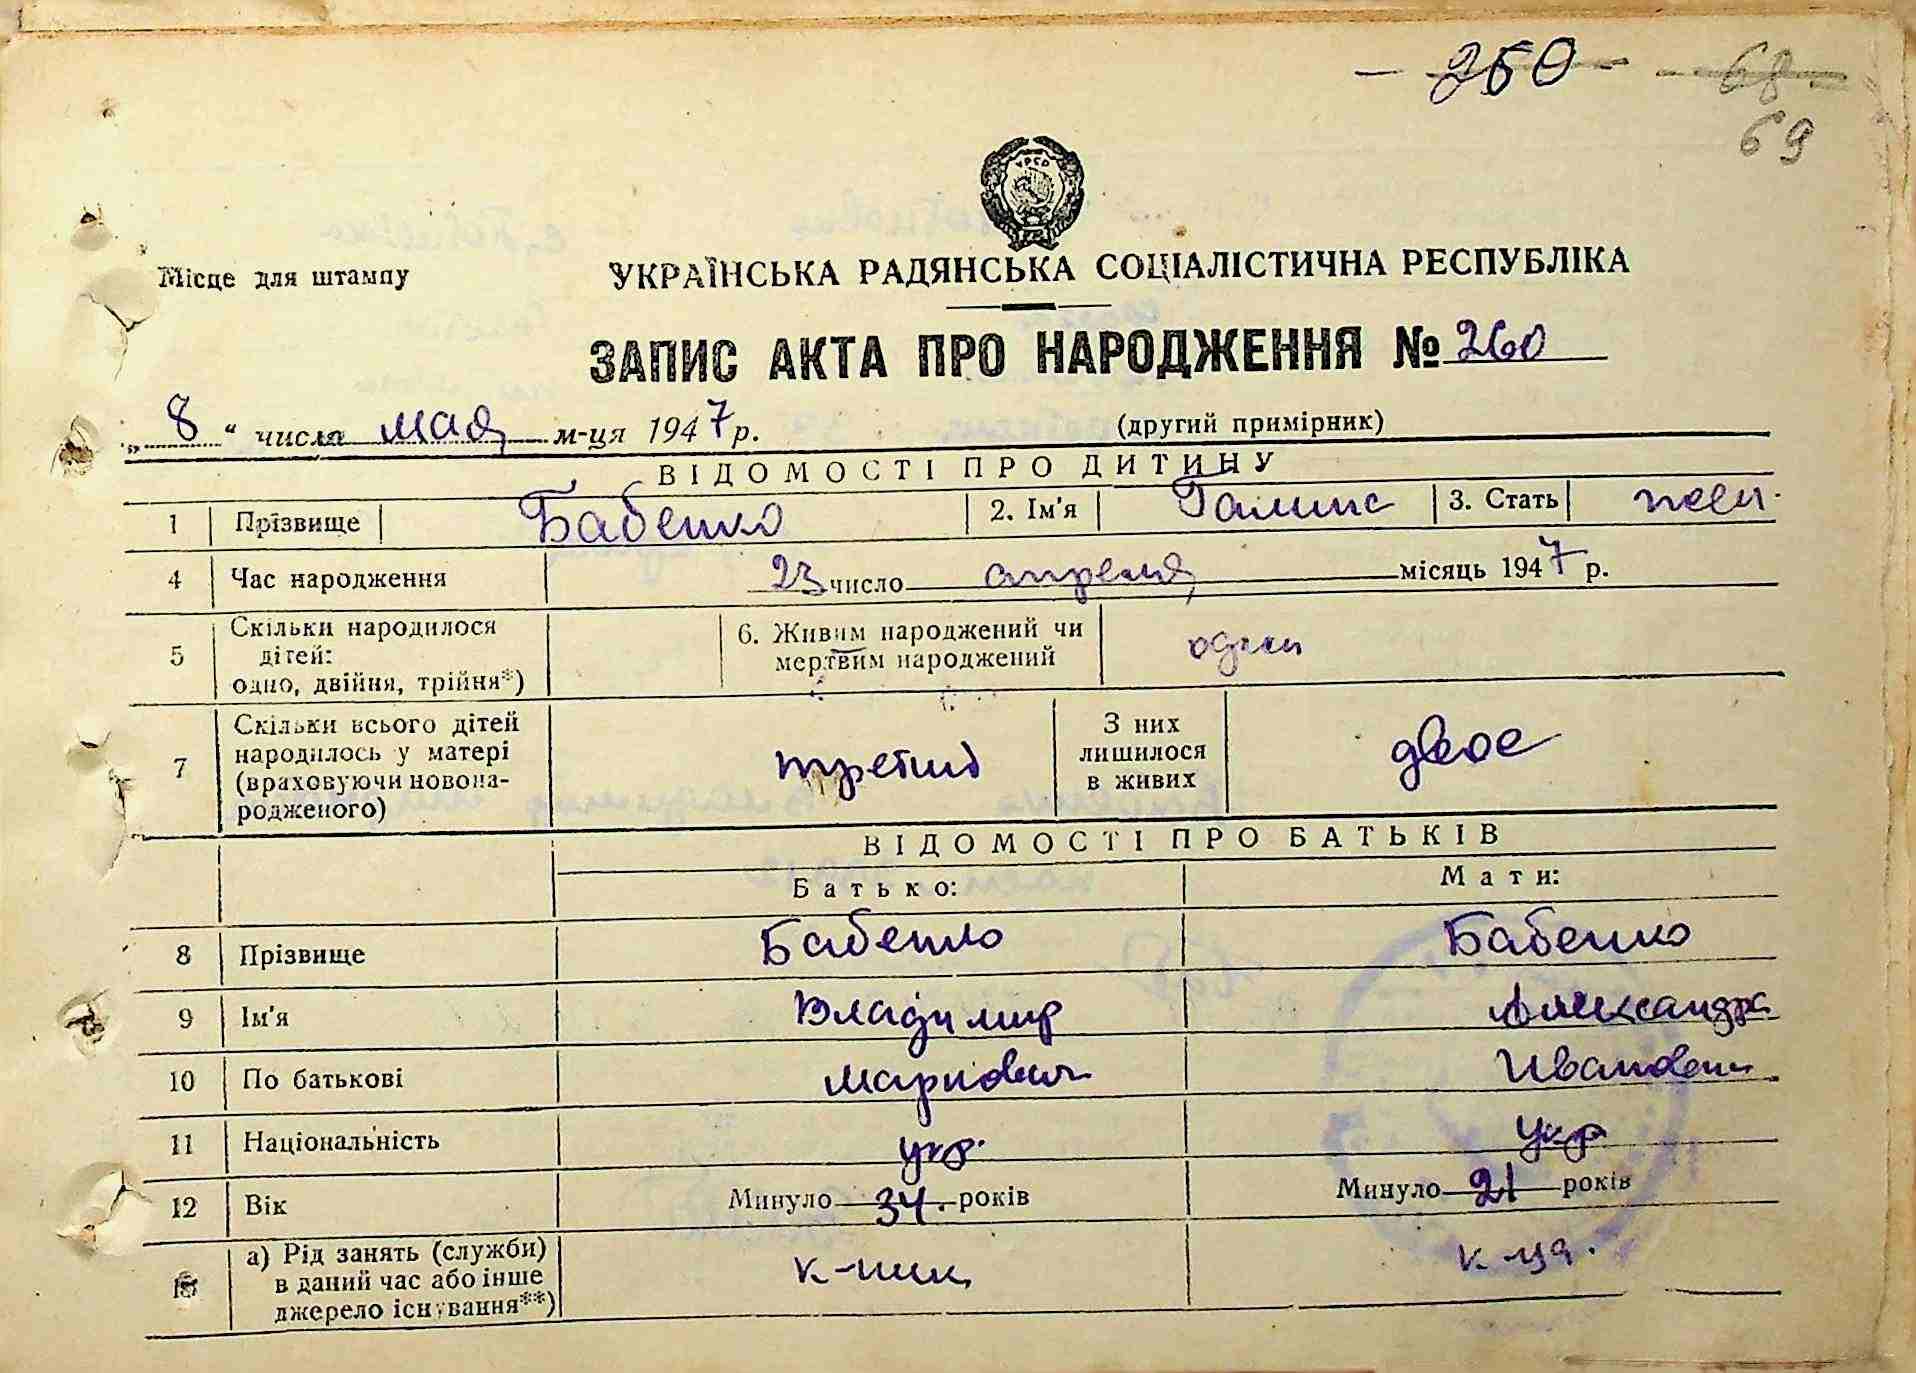 - 260 - - 68 -
69
УРСР
Місце для штампу
УКРАЇНСЬКА РАДЯНСЬКА СОЦІАЛІСТИЧНА РЕСПУБЛІКА
ЗАПИС АКТА ПРО НАРОДЖЕННЯ № 260
„ 8 “ числа мая м-ця 1947 р. (другий примірник)
ВІДОМОСТІ ПРО ДИТИНУ
1 Прізвище Бабенко 2. Ім'я Галина 3. Стать жен.
4 Час народження 23 число апреля місяць 1947 р.
5 Скільки народилося дітей: одно, двійня, трійня*) 6. Живим народжений чи мертвим народжений один
7 Скільки всього дітей народилось у матері (враховуючи новонародженого) третий З них лишилося в живих двое
ВІДОМОСТІ ПРО БАТЬКІВ
Батько: Мати:
8 Прізвище Бабенко Бабенко
9 Ім'я Владимир Александра
10 По батькові Маркович Ивановна
11 Національність укр. укр
12 Вік Минуло 34. років Минуло 21 років
13 а) Рід занять (служби) в даний час або інше джерело існування**) к-ник к-ца.